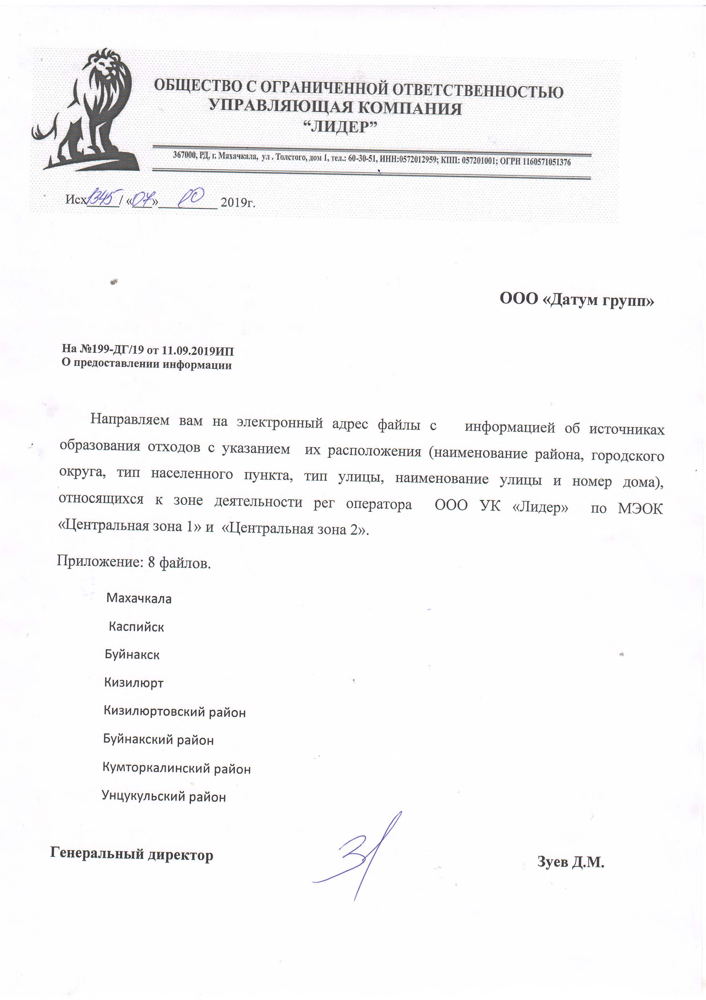 ОБЩЕСТВО С ОГРАНИЧЕННОЙ ОТВЕТСТВЕННОСТЬЮ
УПРАВЛЯЮЩАЯ КОМПАНИЯ
“ЛИДЕР”
367000, РД, г. Махачкала, ул . Толстого, дом 1, тел.: 60-30-51, ИНН:0572012959; КПП: 057201001; ОГРН 1160571051376
Исх 1345 / «07» 10 2019г.
ООО «Датум групп»
На №199-ДГ/19 от 11.09.2019ИП
О предоставлении информации
Направляем вам на электронный адрес файлы с информацией об источниках
образования отходов с указанием их расположения (наименование района, городского
округа, тип населенного пункта, тип улицы, наименование улицы и номер дома),
относящихся к зоне деятельности рег оператора ООО УК «Лидер» по МЭОК
«Центральная зона 1» и «Центральная зона 2».
Приложение: 8 файлов.
Махачкала
Каспийск
Буйнакск
Кизилюрт
Кизилюртовский район
Буйнакский район
Кумторкалинский район
Унцукульский район
Генеральный директор
Зуев Д.М.